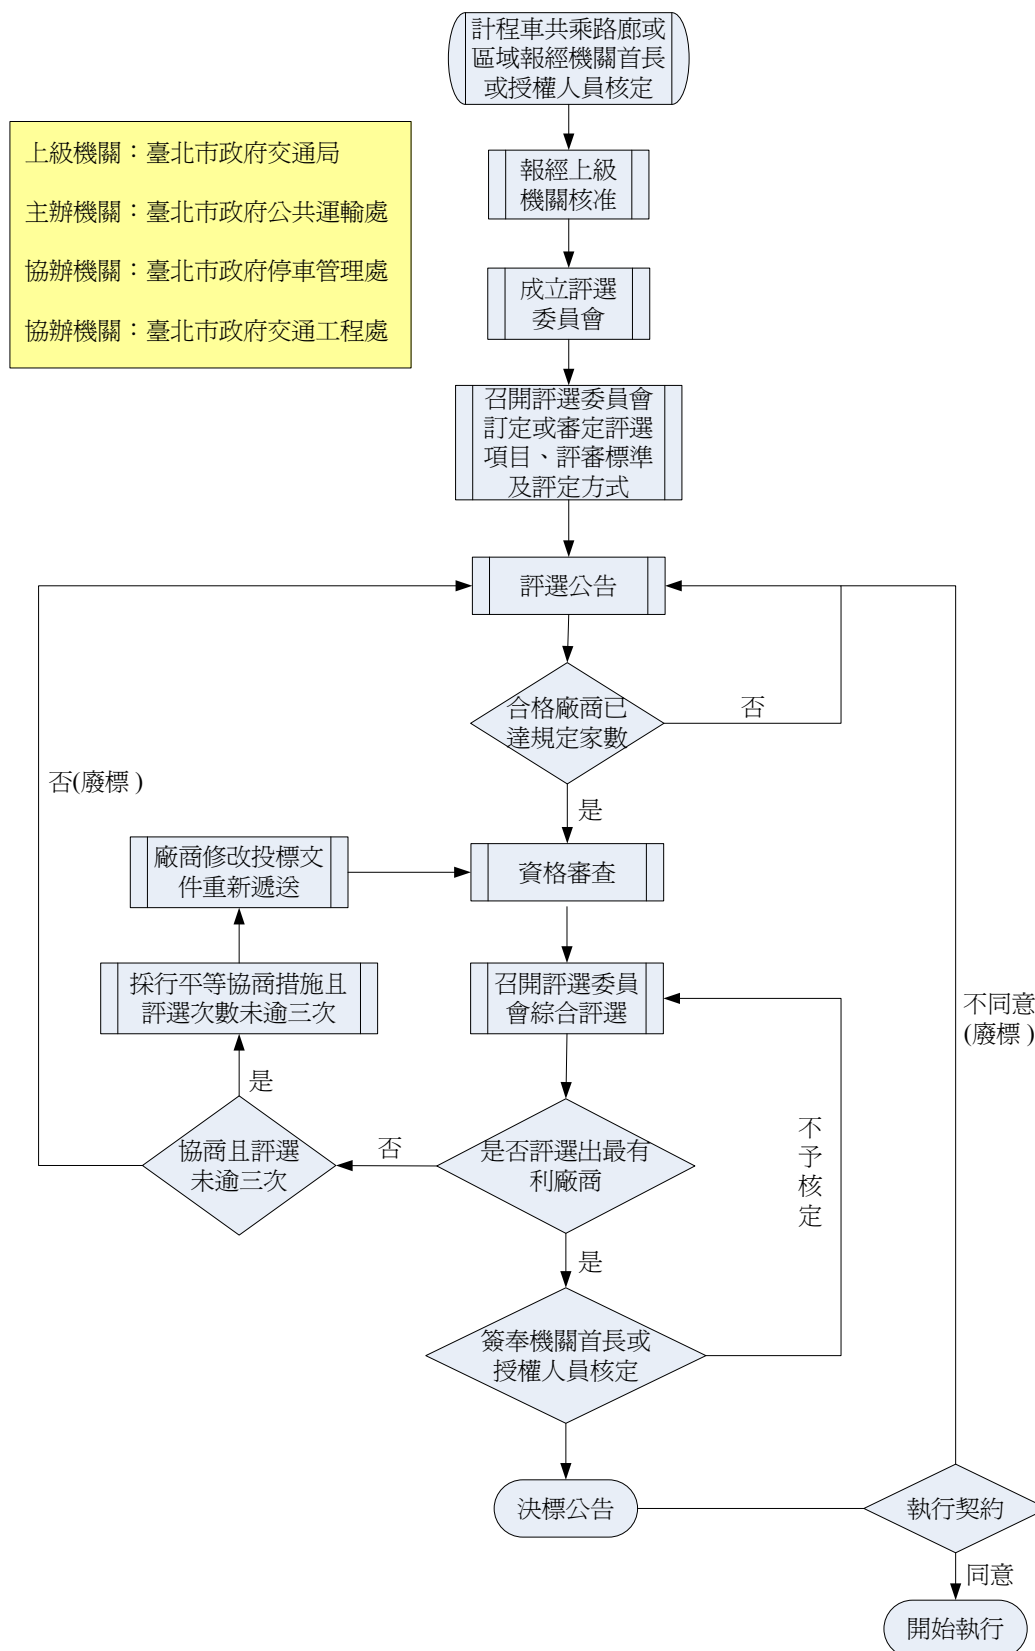 計程車共乘路廊或
區域報經機關首長
或授權人員核定
上級機關：臺北市政府交通局
主辦機關：臺北市政府公共運輸處
協辦機關：臺北市政府停車管理處
協辦機關：臺北市政府交通工程處
報經上級
機關核准
成立評選
委員會
召開評選委員會
訂定或審定評選
項目、評審標準
及評定方式
評選公告
合格廠商已
達規定家數
否
否(廢標 )
是
廠商修改投標文
件重新遞送
資格審查
採行平等協商措施且
評選次數未逾三次
召開評選委員
會綜合評選
不同意
(廢標 )
是
協商且評選
未逾三次
否
是否評選出最有
利廠商
不
予
核
定
是
簽奉機關首長或
授權人員核定
決標公告
執行契約
同意
開始執行